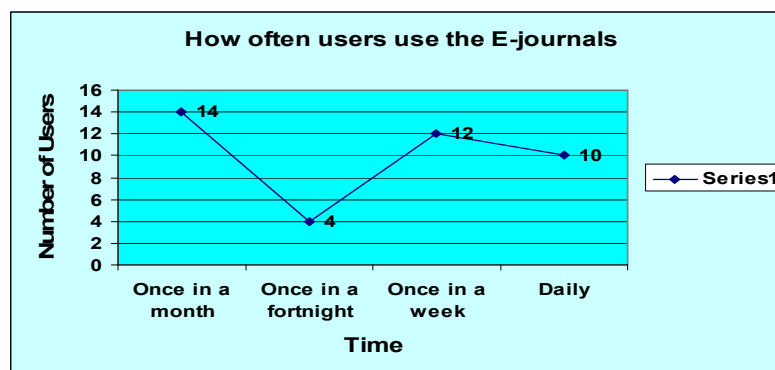 How often users use the E-journals
Number of Users
16
14
12
10
8
6
4
2
0
14
4
12
10
Once in a month
Once in a fortnight
Once in a week
Daily
Time
Series1